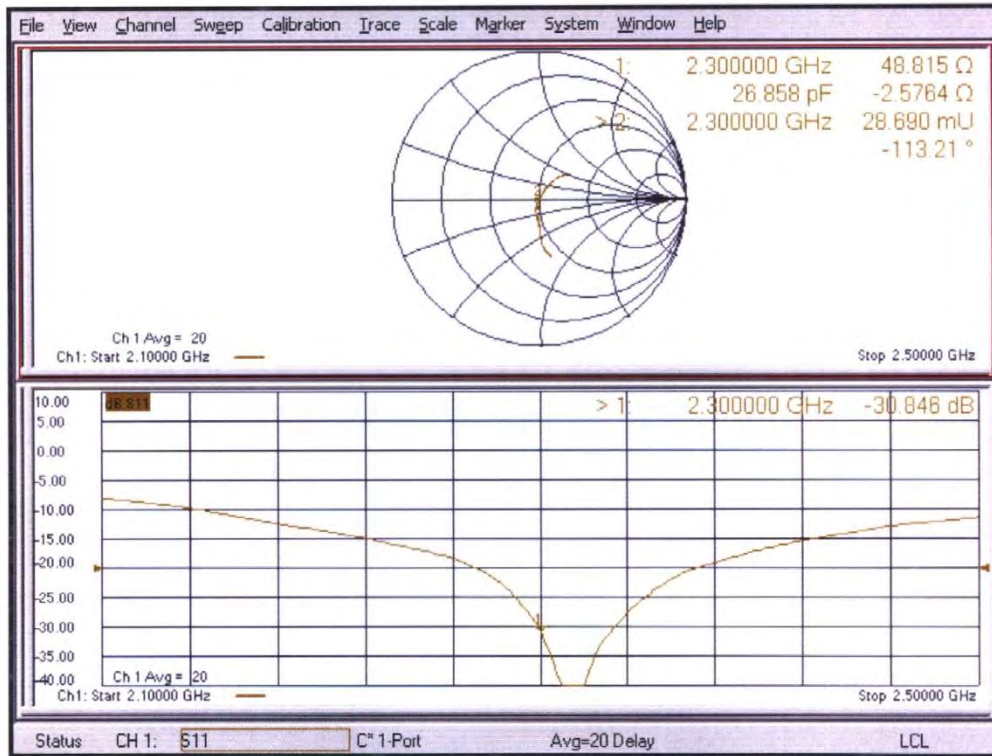 File View Channel Sweep Calibration Trace Scale Marker System Window Help
1: 2.300000 GHz 48.815 Ω
26.858 pF -2.5764 Ω
> 2: 2.300000 GHz 28.690 mU
-113.21 °
Ch 1 Avg = 20
Ch1: Start 2.10000 GHz
Stop 2.50000 GHz
10.00
dB S11
> 1: 2.300000 GHz -30.846 dB
5.00
0.00
-5.00
-10.00
-15.00
-20.00
-25.00
-30.00
1
-35.00
-40.00
Ch 1 Avg = 20
Ch1: Start 2.10000 GHz
Stop 2.50000 GHz
Status CH 1: S11 C* 1-Port Avg=20 Delay LCL